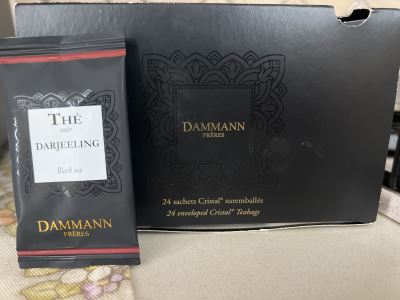 THÉ
noir
DARJEELING
Black tea
DAMMANN
FRÈRES
DAMMANN
FRÈRES
24 sachets Cristal® suremballés
24 enveloped Cristal® Teabags